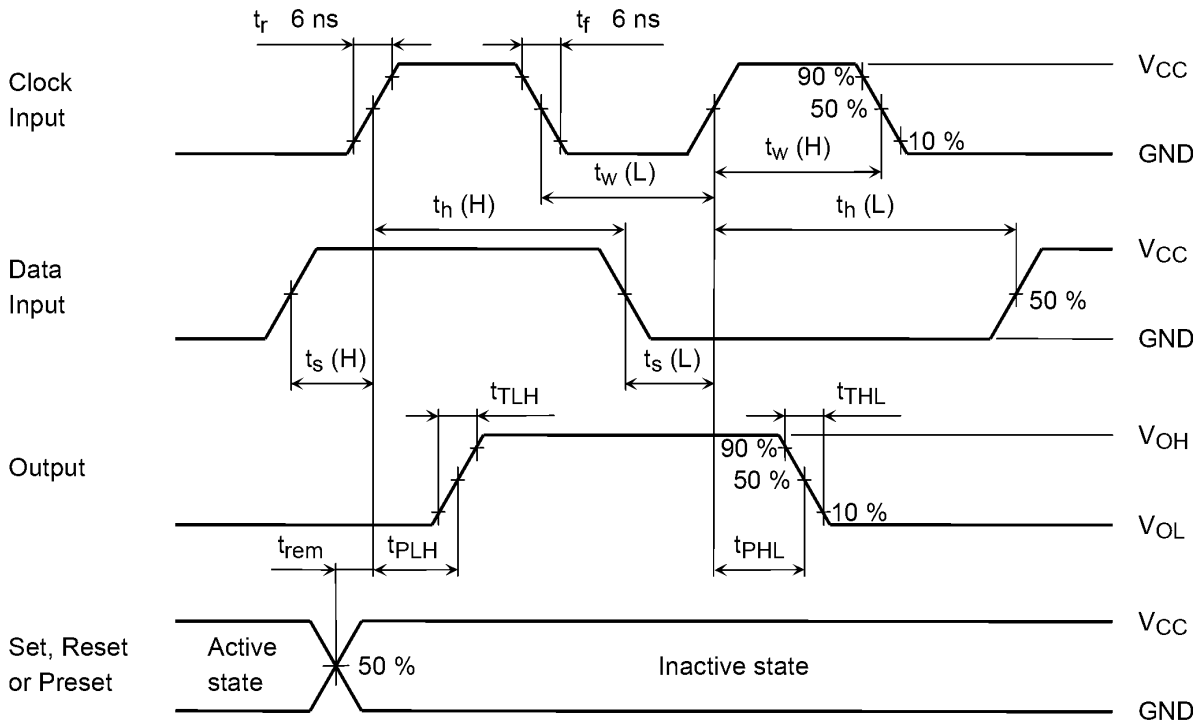 tr 6 ns
tf 6 ns
Clock
Input
VCC
90 %
50 %
10 %
GND
tw (L)
tw (H)
th (H)
th (L)
Data
Input
VCC
50 %
GND
ts (H)
ts (L)
tTLH
tTHL
Output
VOH
90 %
50 %
10 %
VOL
trem
tPLH
tPHL
Set, Reset
or Preset
Active
state
50 %
Inactive state
VCC
GND